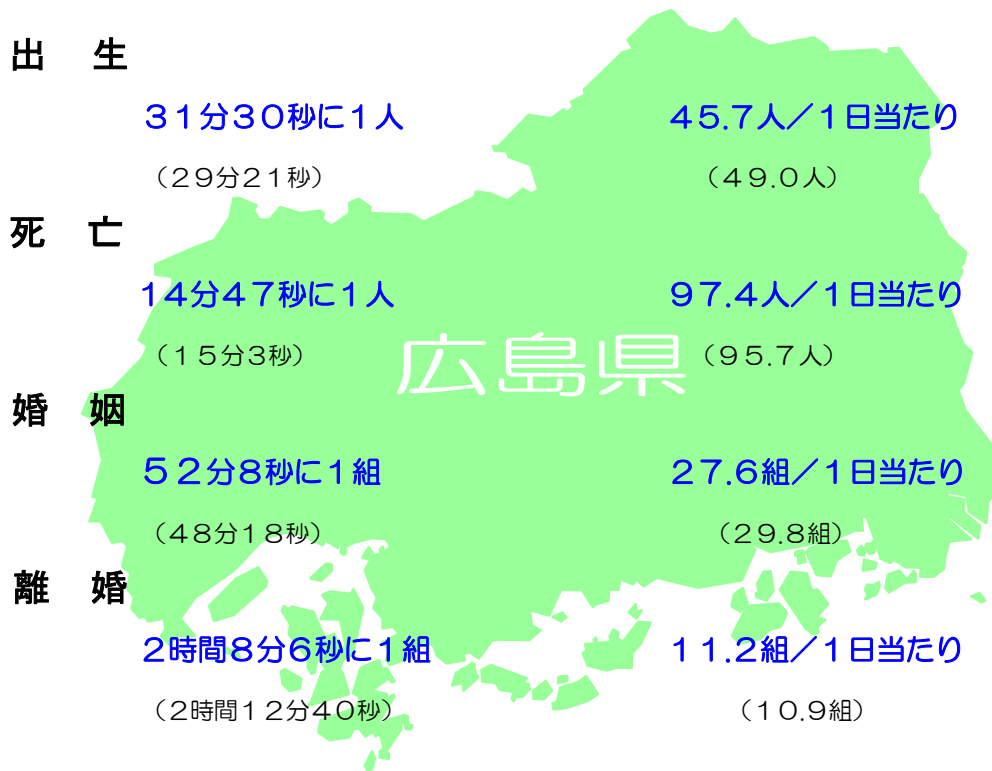 出　生
３１分３０秒に１人　４５.７人／１日当たり
（２９分２１秒）　（４９.０人）
死　亡
１４分４７秒に１人　９７.４人／１日当たり
（１５分３秒）　（９５.７人）
広島県
婚　姻
５２分８秒に１組　２７.６組／１日当たり
（４８分１８秒）　（２９.８組）
離　婚
２時間８分６秒に１組　１１.２組／１日当たり
（２時間１２分４０秒）　（１０.９組）